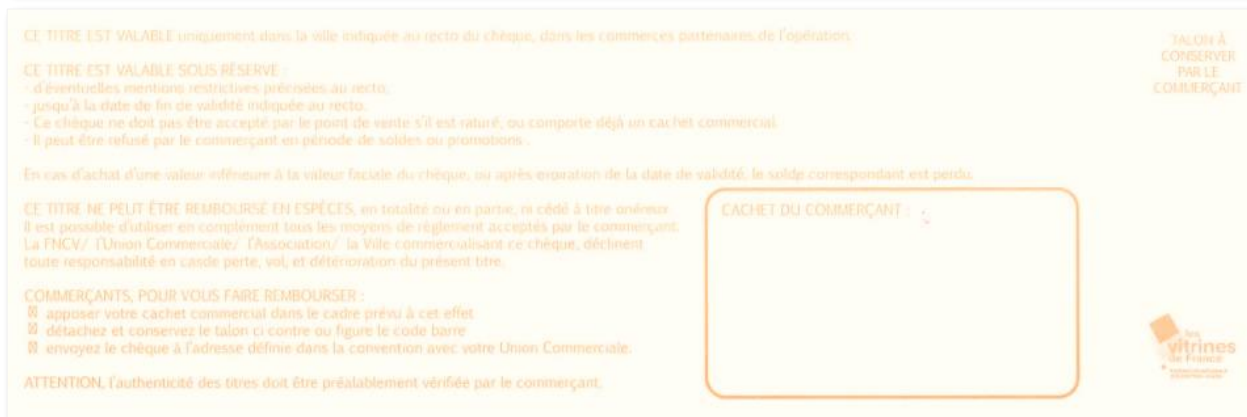 CE TITRE EST VALABLE uniquement dans la ville indiquée au recto du chèque, dans les commerces partenaires de l'opération.
CE TITRE EST VALABLE SOUS RÉSERVE :
- d'éventuelles mentions restrictives précisées au recto,
- jusqu'à la date de fin de validité indiquée au recto.
- Ce chèque ne doit pas être accepté par le point de vente s'il est raturé, ou comporte déjà un cachet commercial.
- Il peut être refusé par le commerçant en période de soldes ou promotions .
En cas d'achat d'une valeur inférieure à la valeur faciale du chèque, ou après expiration de la date de validité, le solde correspondant est perdu.
CE TITRE NE PEUT ÊTRE REMBOURSÉ EN ESPÈCES, en totalité ou en partie, ni cédé à titre onéreux.
Il est possible d'utiliser en complément tous les moyens de règlement acceptés par le commerçant.
La FNCV/ l'Union Commerciale/ l'Association/ la Ville commercialisant ce chèque, déclinent
toute responsabilité en casde perte, vol, et détérioration du présent titre.
COMMERÇANTS, POUR VOUS FAIRE REMBOURSER :
apposer votre cachet commercial dans le cadre prévu à cet effet
détachez et conservez le talon ci contre ou figure le code barre
envoyez le chèque à l'adresse définie dans la convention avec votre Union Commerciale.
ATTENTION, l'authenticité des titres doit être préalablement vérifiée par le commerçant.
CACHET DU COMMERÇANT :
TALON À
CONSERVER
PAR LE
COMMERÇANT
vitrines
de France